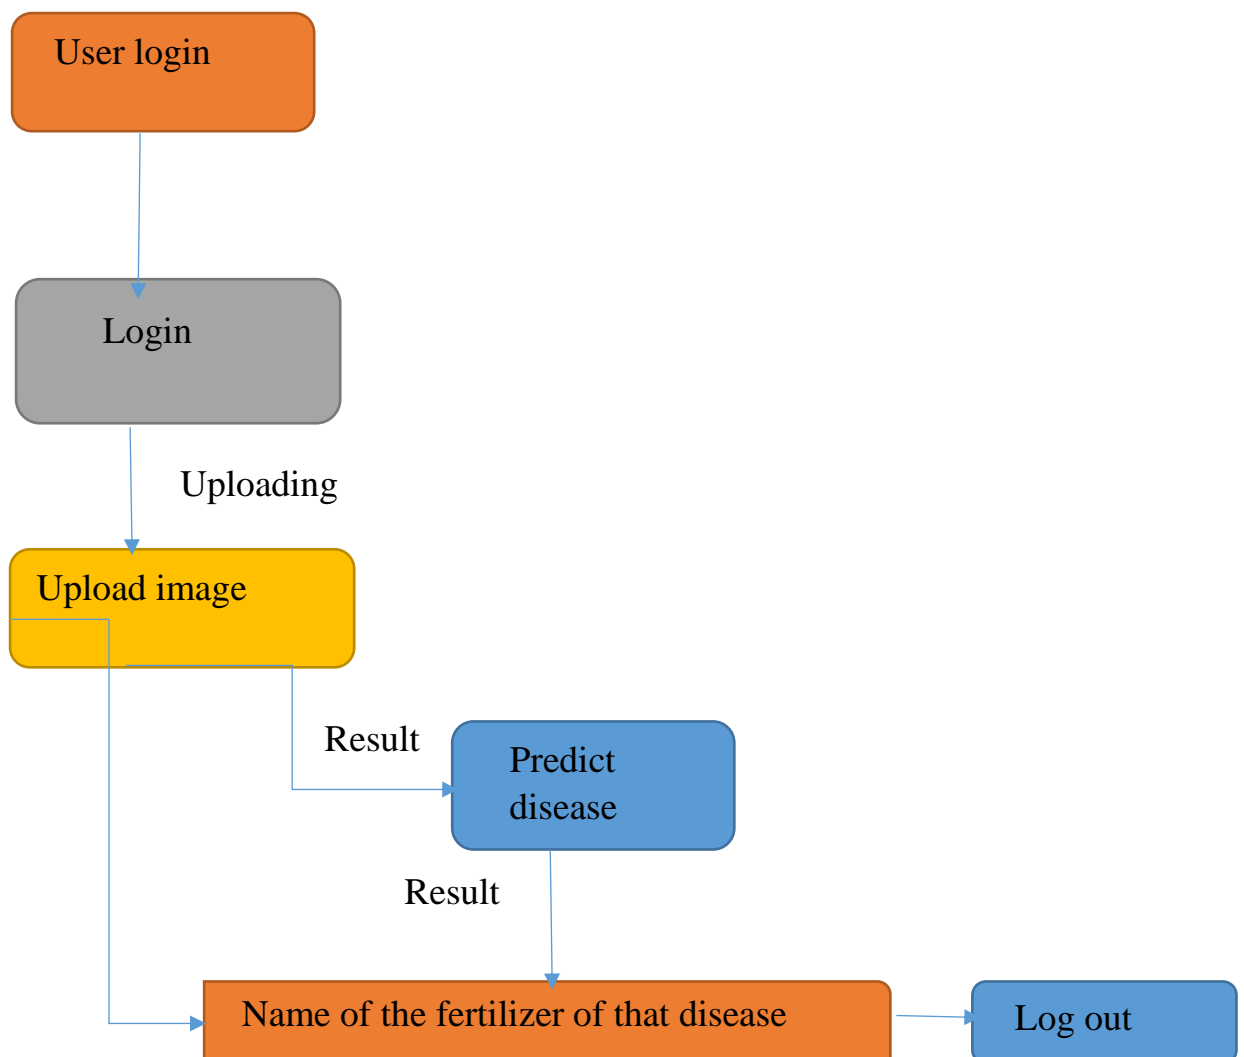 User login
Login
Uploading
Upload image
Result
Predict
disease
Result
Name of the fertilizer of that disease
Log out